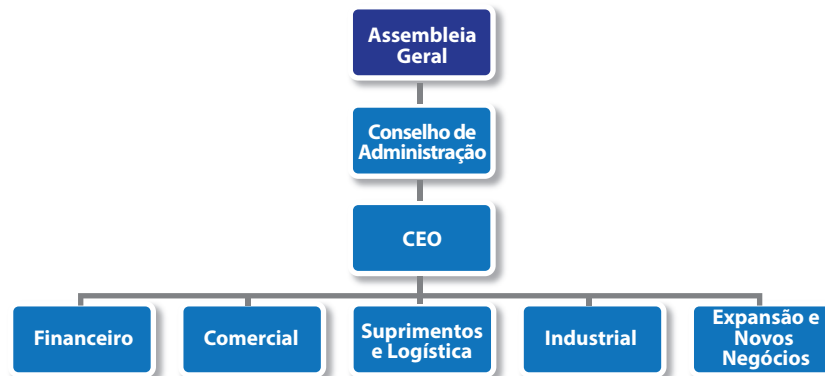 Assembleia
Geral
Conselho de
Administração
CEO
Financeiro
Comercial
Suprimentos
e Logística
Industrial
Expansão e
Novos
Negócios